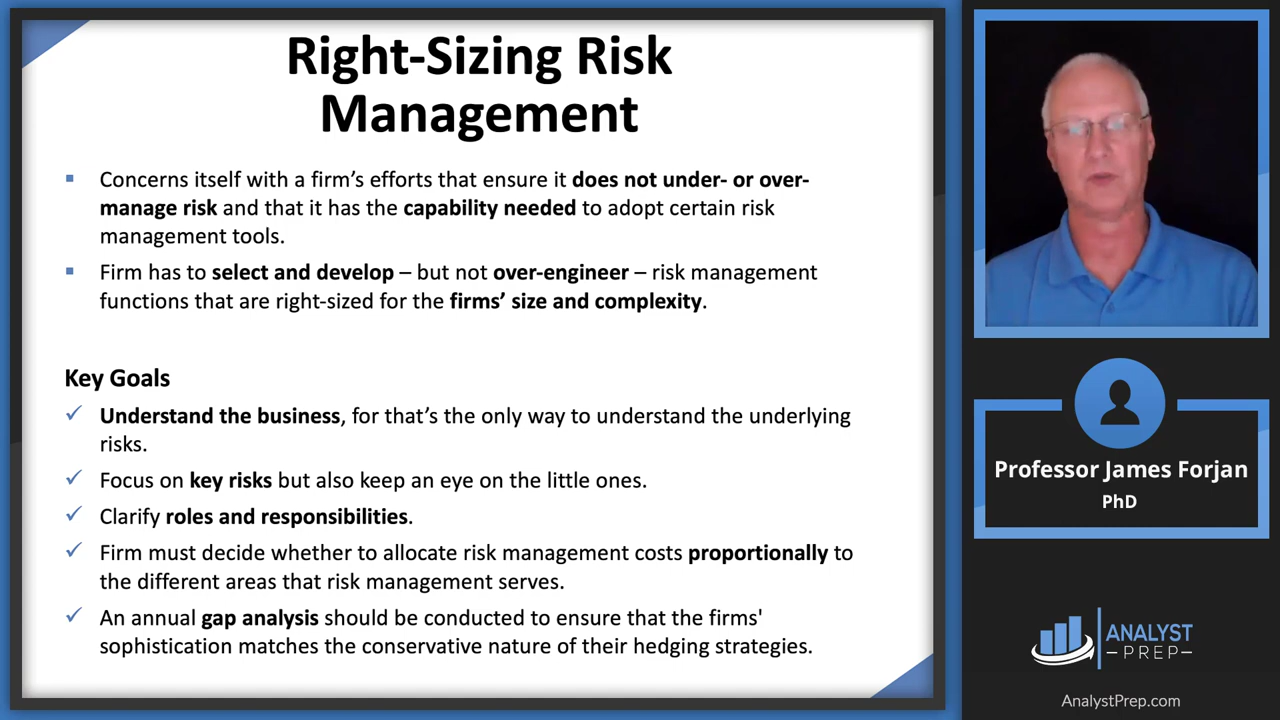 Right-Sizing Risk
Management
▪ Concerns itself with a firm’s efforts that ensure it does not under- or over-
manage risk and that it has the capability needed to adopt certain risk
management tools.
▪ Firm has to select and develop – but not over-engineer – risk management
functions that are right-sized for the firms’ size and complexity.
Key Goals
✓ Understand the business, for that’s the only way to understand the underlying
risks.
✓ Focus on key risks but also keep an eye on the little ones.
✓ Clarify roles and responsibilities.
✓ Firm must decide whether to allocate risk management costs proportionally to
the different areas that risk management serves.
✓ An annual gap analysis should be conducted to ensure that the firms'
sophistication matches the conservative nature of their hedging strategies.
Professor James Forjan
PhD
ANALYST
PREP
AnalystPrep.com